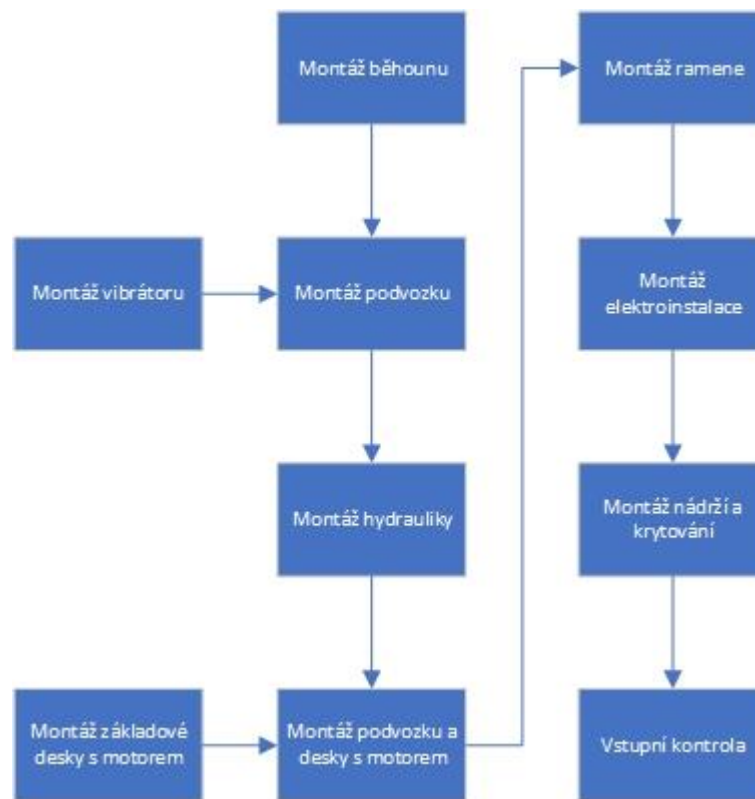 Montáž běhounu
Montáž ramene
Montáž vibrátoru
Montáž podvozku
Montáž
elektroinstalace
Montáž hydrauliky
Montáž nádrží a
krytování
Montáž základové
desky s motorem
Montáž podvozku a
desky s motorem
Vstupní kontrola